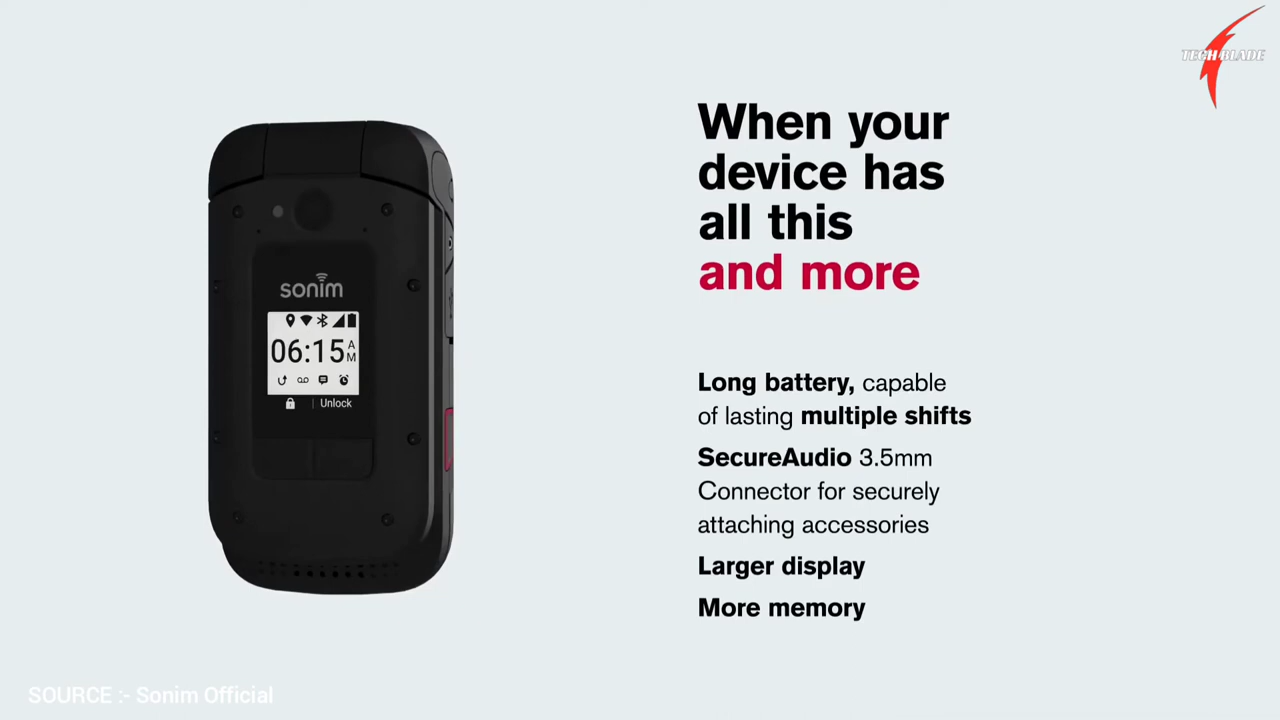 TECH BLADE
When your
device has
all this
and more
sonim
06:15 AM
Unlock
Long battery, capable
of lasting multiple shifts
SecureAudio 3.5mm
Connector for securely
attaching accessories
Larger display
More memory
SOURCE :- Sonim Official